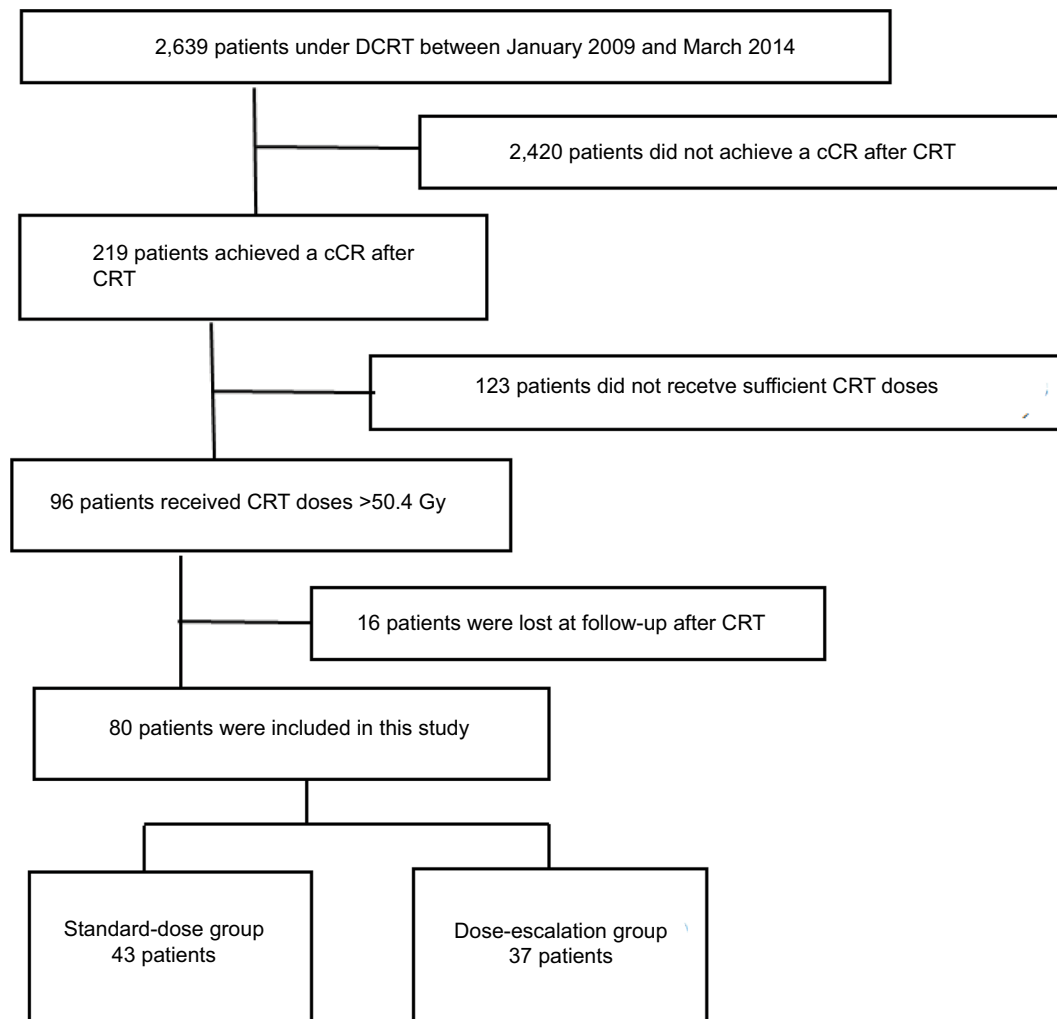 2,639 patients under DCRT between January 2009 and March 2014
2,420 patients did not achieve a cCR after CRT
219 patients achieved a cCR after
CRT
123 patients did not recetve sufficient CRT doses
96 patients received CRT doses >50.4 Gy
16 patients were lost at follow-up after CRT
80 patients were included in this study
Standard-dose group
43 patients
Dose-escalation group
37 patients